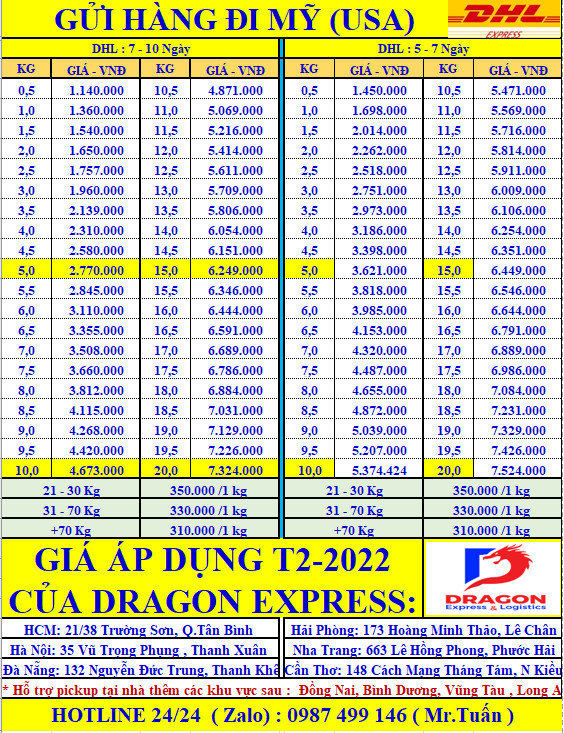 GỬI HÀNG ĐI MỸ (USA)
DHL
EXPRESS
DHL : 7 - 10 Ngày DHL : 5 - 7 Ngày
KG GIÁ - VNĐ KG GIÁ - VNĐ KG GIÁ - VNĐ KG GIÁ - VNĐ
0,5 1.140.000 10,5 4.871.000 0,5 1.450.000 10,5 5.471.000
1,0 1.360.000 11,0 5.069.000 1,0 1.698.000 11,0 5.569.000
1,5 1.540.000 11,5 5.216.000 1,5 2.014.000 11,5 5.716.000
2,0 1.650.000 12,0 5.414.000 2,0 2.262.000 12,0 5.814.000
2,5 1.757.000 12,5 5.611.000 2,5 2.518.000 12,5 5.911.000
3,0 1.960.000 13,0 5.709.000 3,0 2.751.000 13,0 6.009.000
3,5 2.139.000 13,5 5.806.000 3,5 2.973.000 13,5 6.106.000
4,0 2.310.000 14,0 6.054.000 4,0 3.186.000 14,0 6.254.000
4,5 2.580.000 14,5 6.151.000 4,5 3.398.000 14,5 6.351.000
5,0 2.770.000 15,0 6.249.000 5,0 3.621.000 15,0 6.449.000
5,5 2.845.000 15,5 6.346.000 5,5 3.818.000 15,5 6.546.000
6,0 3.110.000 16,0 6.444.000 6,0 3.985.000 16,0 6.644.000
6,5 3.355.000 16,5 6.591.000 6,5 4.153.000 16,5 6.791.000
7,0 3.508.000 17,0 6.689.000 7,0 4.320.000 17,0 6.889.000
7,5 3.660.000 17,5 6.786.000 7,5 4.487.000 17,5 6.986.000
8,0 3.812.000 18,0 6.884.000 8,0 4.655.000 18,0 7.084.000
8,5 4.115.000 18,5 7.031.000 8,5 4.872.000 18,5 7.231.000
9,0 4.268.000 19,0 7.129.000 9,0 5.039.000 19,0 7.329.000
9,5 4.420.000 19,5 7.226.000 9,5 5.207.000 19,5 7.426.000
10,0 4.673.000 20,0 7.324.000 10,0 5.374.424 20,0 7.524.000
21 - 30 Kg 350.000 /1 kg 21 - 30 Kg 350.000 /1 kg
31 - 70 Kg 330.000 /1 kg 31 - 70 Kg 330.000 /1 kg
+70 Kg 310.000 /1 kg +70 Kg 310.000 /1 kg
GIÁ ÁP DỤNG T2-2022
CỦA DRAGON EXPRESS:
DRAGON
Express & Logistics
HCM: 21/38 Trường Sơn, Q.Tân Bình Hải Phòng: 173 Hoàng Minh Thảo, Lê Chân
Hà Nội: 35 Vũ Trọng Phụng , Thanh Xuân Nha Trang: 663 Lê Hồng Phong, Phước Hải
Đà Nẵng: 132 Nguyễn Đức Trung, Thanh Khê Cần Thơ: 148 Cách Mạng Tháng Tám, N Kiều
* Hỗ trợ pickup tại nhà thêm các khu vực sau : Đồng Nai, Bình Dương, Vũng Tàu , Long A
HOTLINE 24/24 ( Zalo) : 0987 499 146 ( Mr.Tuấn )